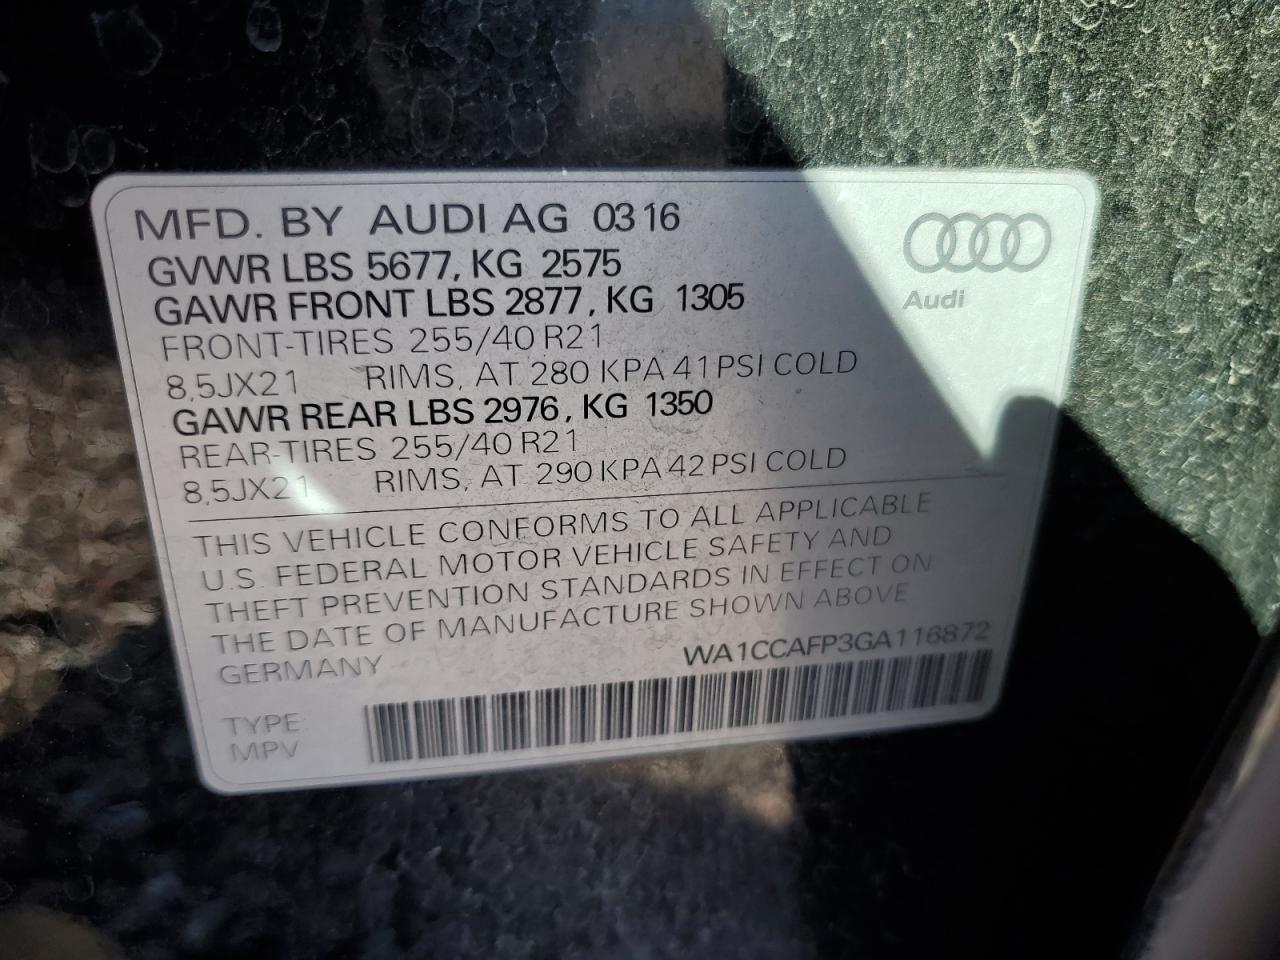 MFD. BY AUDI AG 03 16
GVWR LBS 5677, KG 2575
GAWR FRONT LBS 2877, KG 1305
FRONT-TIRES 255/40 R21
8,5JX21 RIMS, AT 280 KPA 41 PSI COLD
GAWR REAR LBS 2976, KG 1350
REAR-TIRES 255/40 R21
8,5JX21 RIMS, AT 290 KPA 42 PSI COLD
Audi
THIS VEHICLE CONFORMS TO ALL APPLICABLE
U.S. FEDERAL MOTOR VEHICLE SAFETY AND
THEFT PREVENTION STANDARDS IN EFFECT ON
THE DATE OF MANUFACTURE SHOWN ABOVE
GERMANY WA1CCAFP3GA116872
TYPE:
MPV